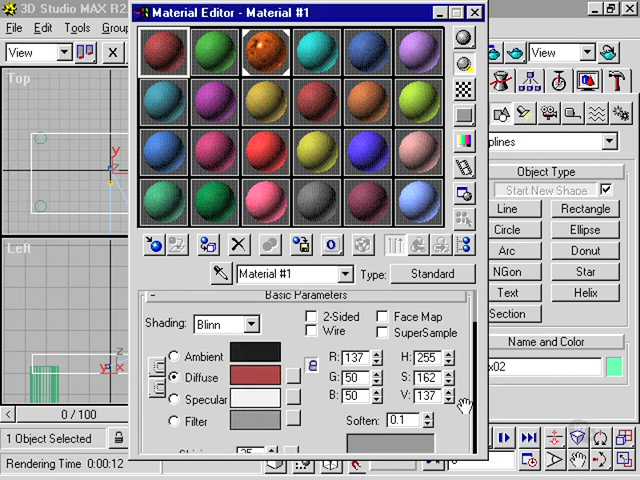 3D Studio MAX R2
File Edit Tools Group
View
Top
Left
0 / 100
1 Object Selected
Rendering Time 0:00:12
Material Editor - Material #1
Material #1
Type: Standard
Basic Parameters
Shading: Blinn
2-Sided
Wire
Face Map
SuperSample
Ambient
Diffuse
Specular
Filter
R: 137
G: 50
B: 50
H: 255
S: 162
V: 137
Soften: 0.1
View
plines
Object Type
Start New Shape
Line Rectangle
Circle Ellipse
Arc Donut
NGon Star
Text Helix
Section
Name and Color
x02